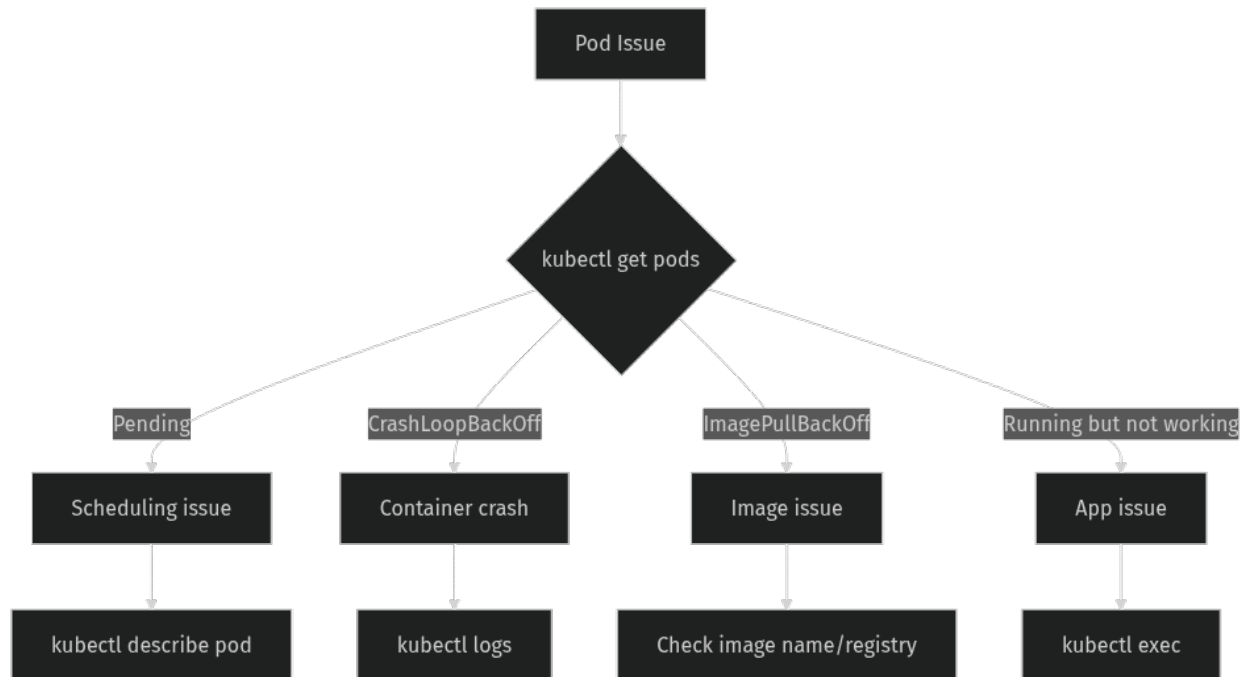 Pod Issue
kubectl get pods
Pending
CrashLoopBackOff
ImagePullBackOff
Running but not working
Scheduling issue
Container crash
Image issue
App issue
kubectl describe pod
kubectl logs
Check image name/registry
kubectl exec